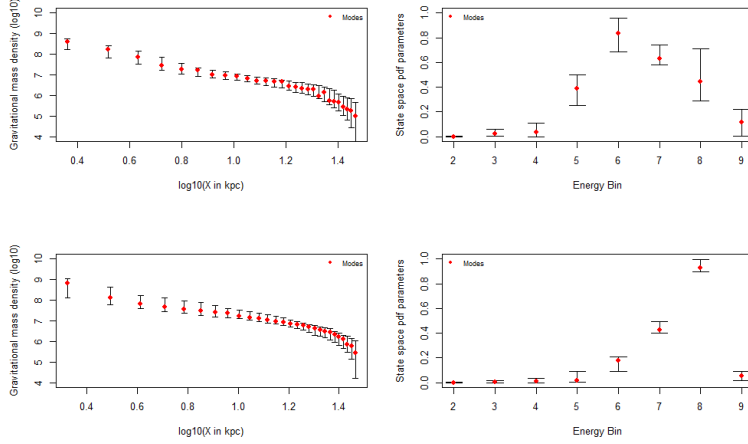 Gravitational mass density (log10)
10
9
8
7
6
5
4
Modes
0.4 0.6 0.8 1.0 1.2 1.4
log10(X in kpc)
State space pdf parameters
1.0
0.8
0.6
0.4
0.2
0.0
Modes
2 3 4 5 6 7 8 9
Energy Bin
Gravitational mass density (log10)
10
9
8
7
6
5
4
Modes
0.4 0.6 0.8 1.0 1.2 1.4
log10(X in kpc)
State space pdf parameters
1.0
0.8
0.6
0.4
0.2
0.0
Modes
2 3 4 5 6 7 8 9
Energy Bin